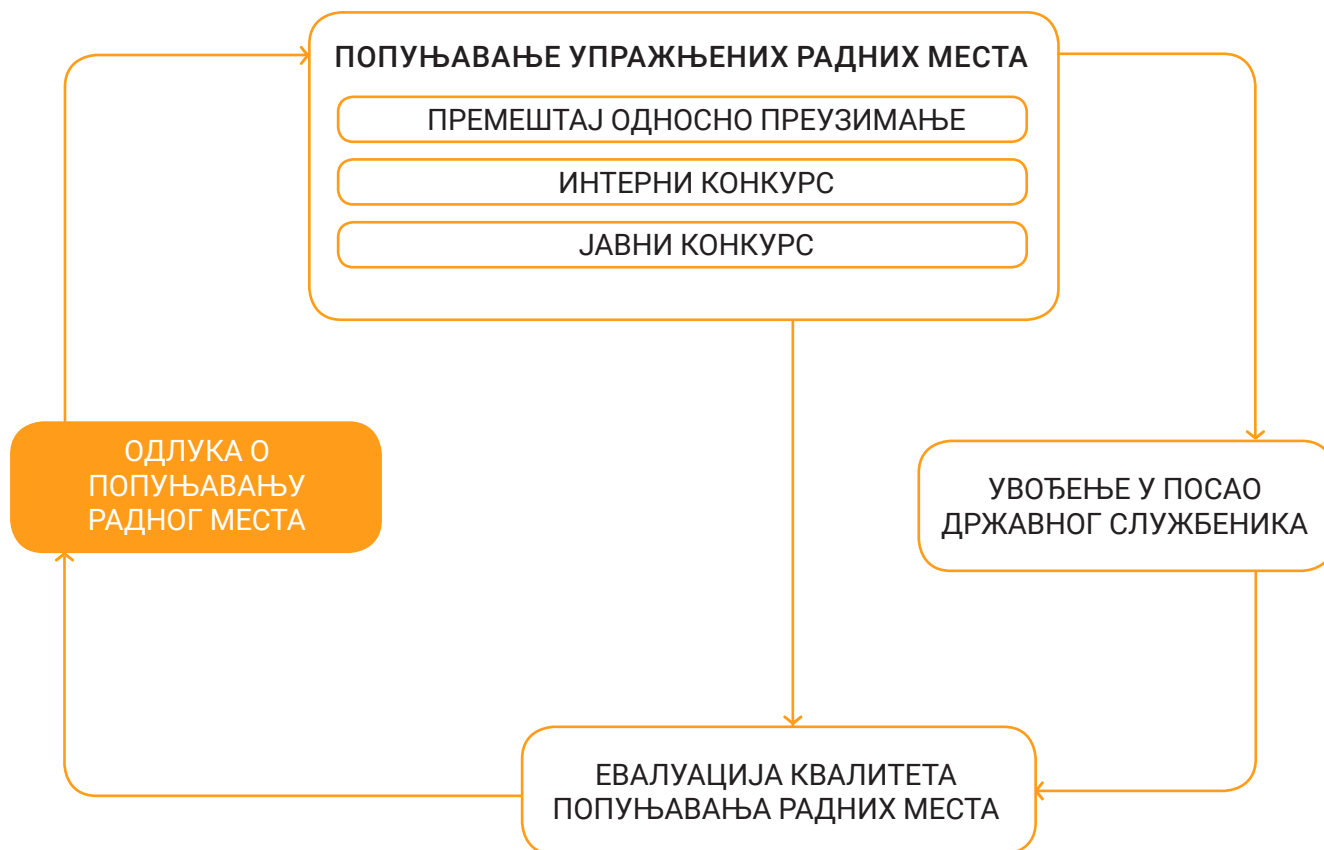 ПОПУЊАВАЊЕ УПРАЖЊЕНИХ РАДНИХ МЕСТА
ПРЕМЕШТАЈ ОДНОСНО ПРЕУЗИМАЊЕ
ИНТЕРНИ КОНКУРС
ЈАВНИ КОНКУРС
ОДЛУКА О
ПОПУЊАВАЊУ
РАДНОГ МЕСТА
УВОЂЕЊЕ У ПОСАО
ДРЖАВНОГ СЛУЖБЕНИКА
ЕВАЛУАЦИЈА КВАЛИТЕТА
ПОПУЊАВАЊА РАДНИХ МЕСТА